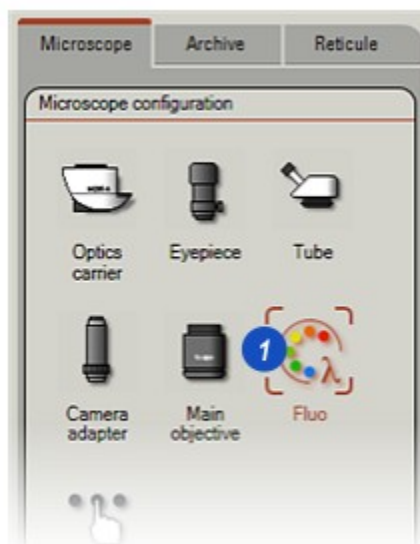 Microscope Archive Reticule
Microscope configuration
Optics carrier
Eyepiece
Tube
1
Camera adapter
Main objective
λ
Fluo